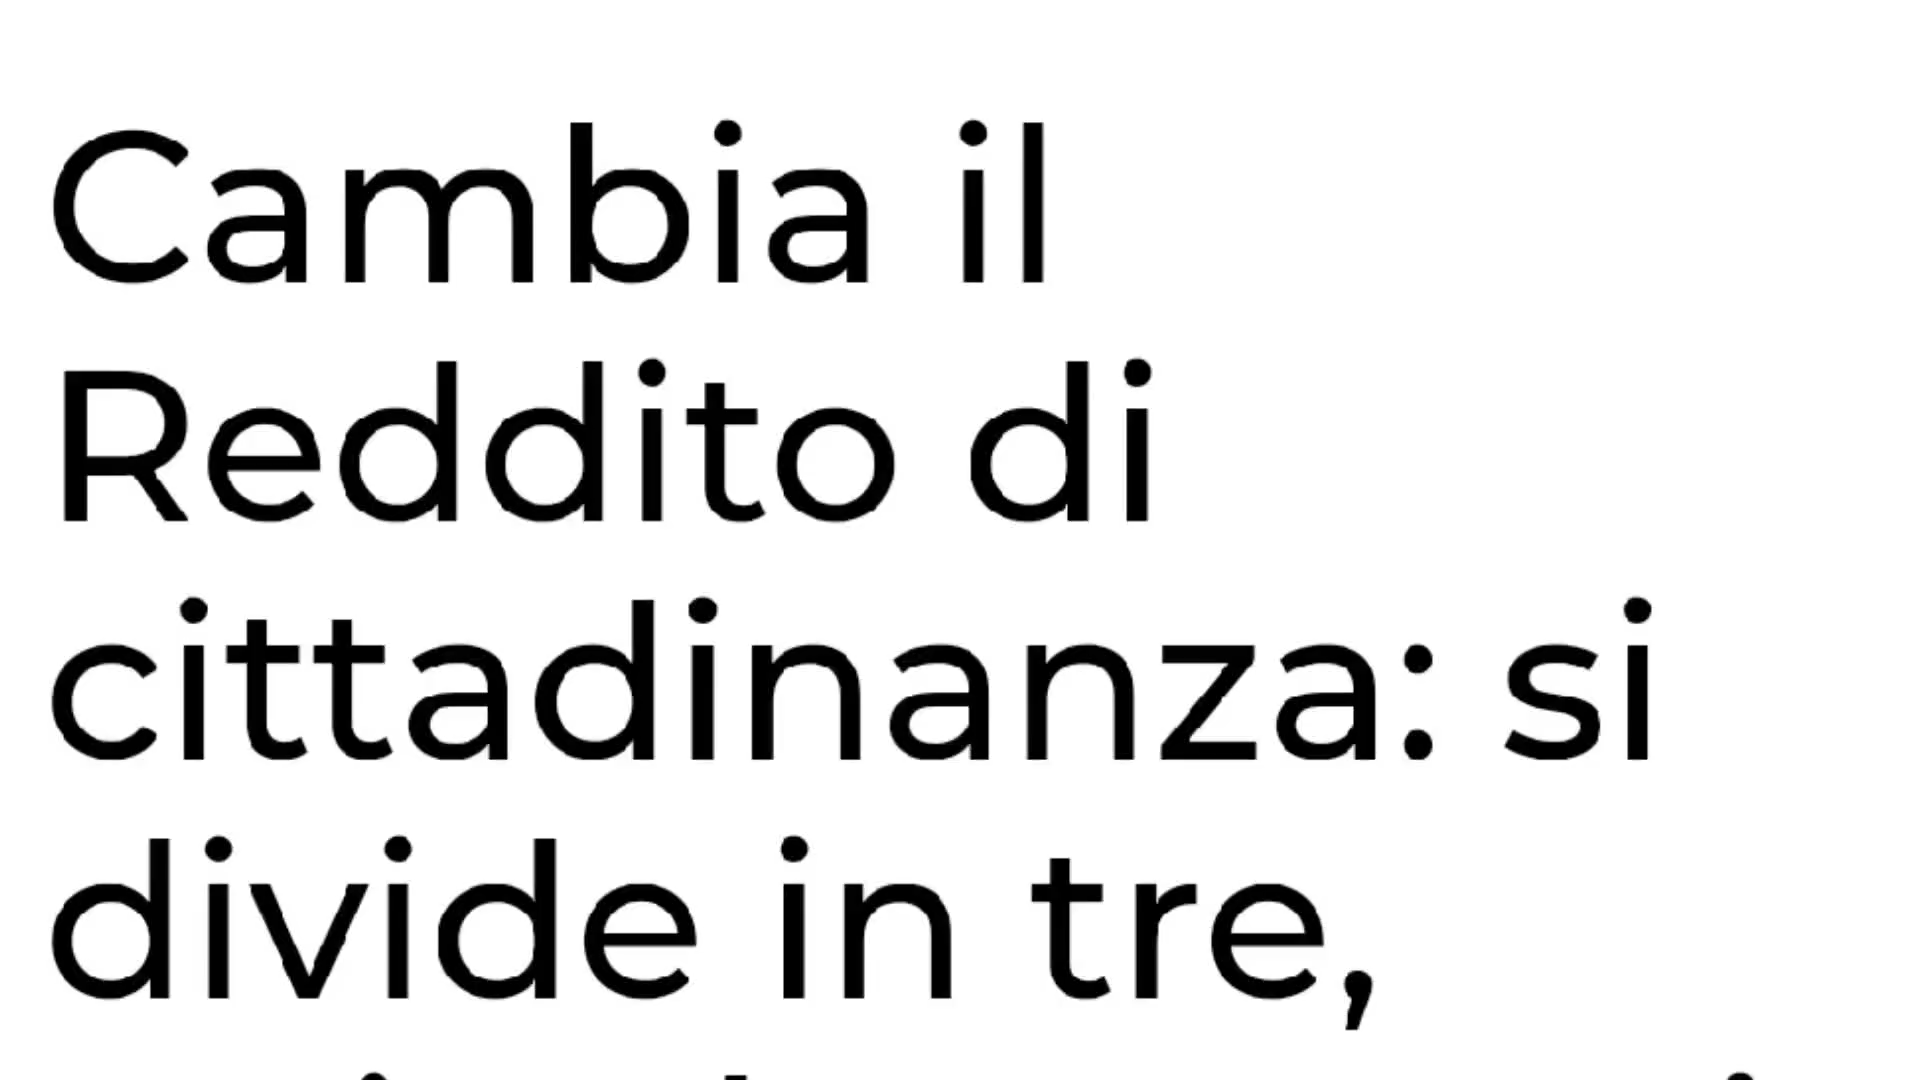 Cambia il
Reddito di
cittadinanza: si
divide in tre,